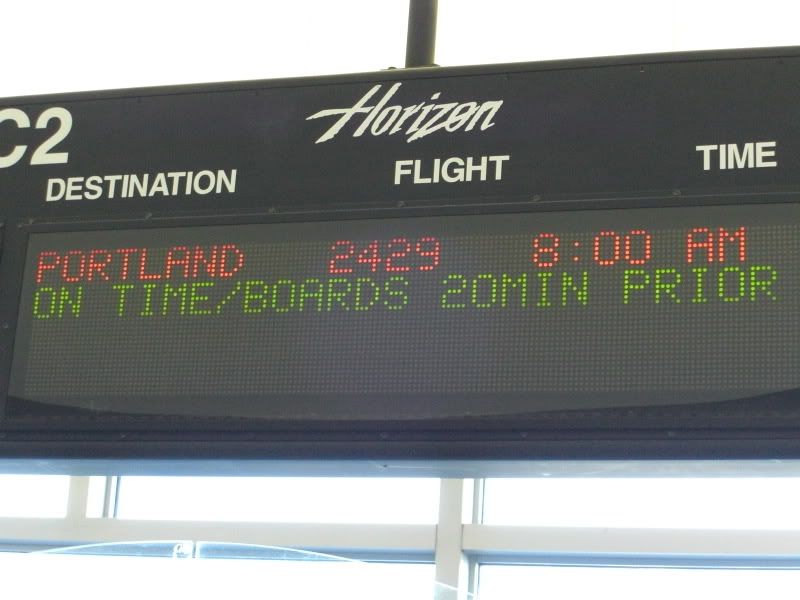 C2
Horizon
DESTINATION FLIGHT TIME
PORTLAND 2429 8:00 AM
ON TIME/BOARDS 20MIN PRIOR